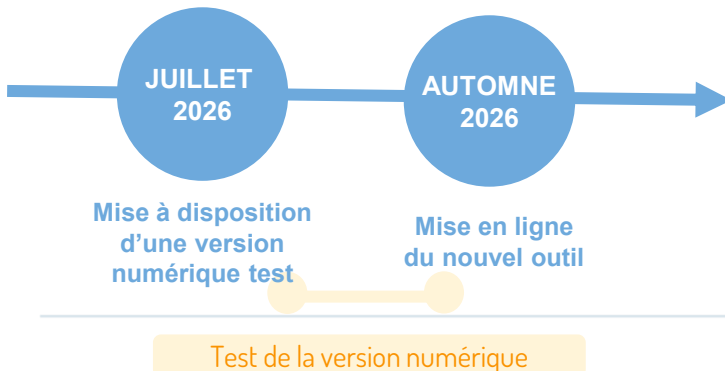 JUILLET
2026
AUTOMNE
2026
Mise à disposition
d'une version
numérique test
Mise en ligne
du nouvel outil
Test de la version numérique